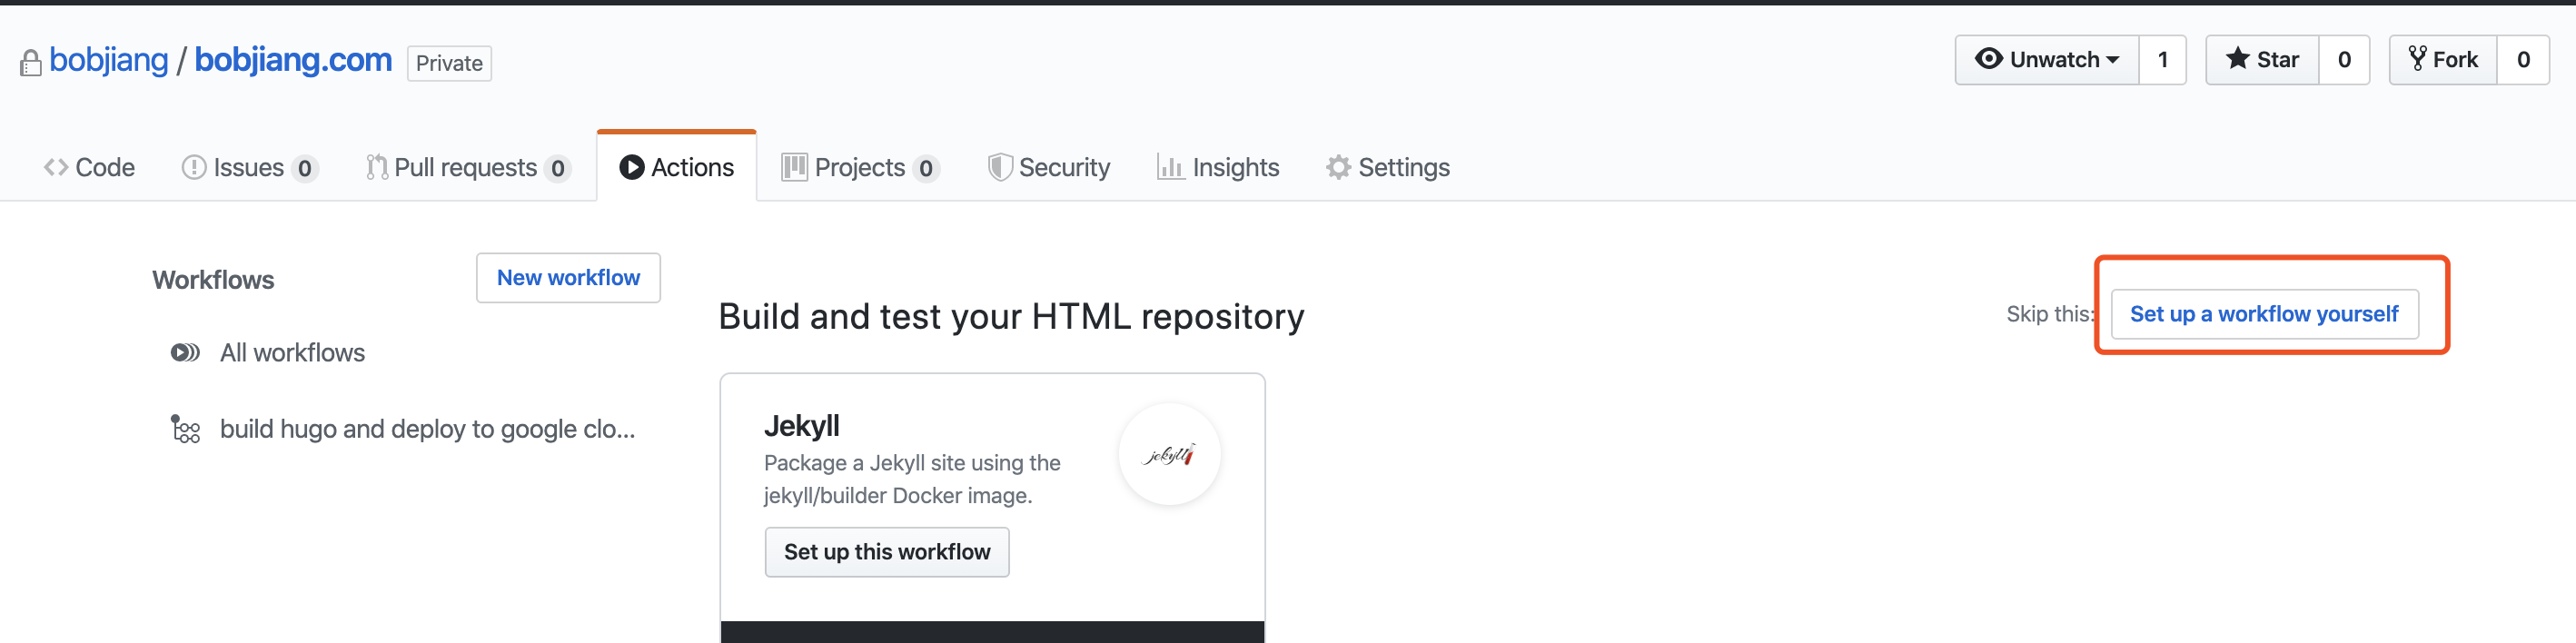 bobjiang / bobjiang.com Private
Unwatch 1 Star 0 Fork 0
Code Issues 0 Pull requests 0 Actions Projects 0 Security Insights Settings
Workflows New workflow
All workflows
build hugo and deploy to google clo...
Build and test your HTML repository
Skip this: Set up a workflow yourself
Jekyll
Package a Jekyll site using the
jekyll/builder Docker image.
jekyll
Set up this workflow